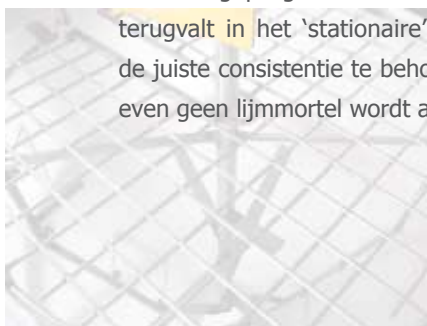 terugvalt in het ‘stationaire’
de juiste consistentie te beho
even geen lijmmortel wordt a